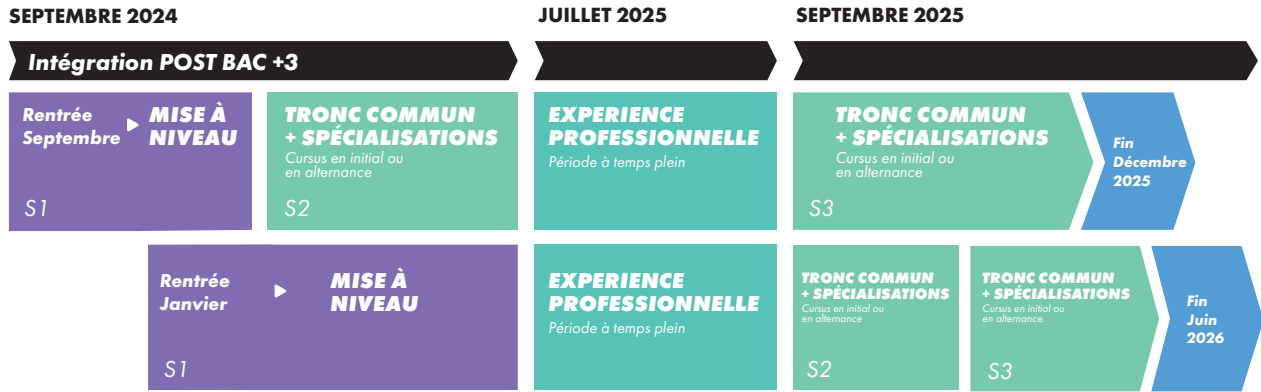 SEPTEMBRE 2024
JUILLET 2025
SEPTEMBRE 2025
Intégration POST BAC +3
Rentrée
Septembre
MISE À
NIVEAU
S1
TRONC COMMUN
+ SPÉCIALISATIONS
Cursus en initial ou
en alternance
S2
EXPERIENCE
PROFESSIONNELLE
Période à temps plein
TRONC COMMUN
+ SPÉCIALISATIONS
Cursus en initial ou
en alternance
S3
Fin
Décembre
2025
Rentrée
Janvier
MISE À
NIVEAU
S1
EXPERIENCE
PROFESSIONNELLE
Période à temps plein
TRONC COMMUN
+ SPÉCIALISATIONS
Cursus en initial ou
en alternance
S2
TRONC COMMUN
+ SPÉCIALISATIONS
Cursus en initial ou
en alternance
S3
Fin
Juin
2026